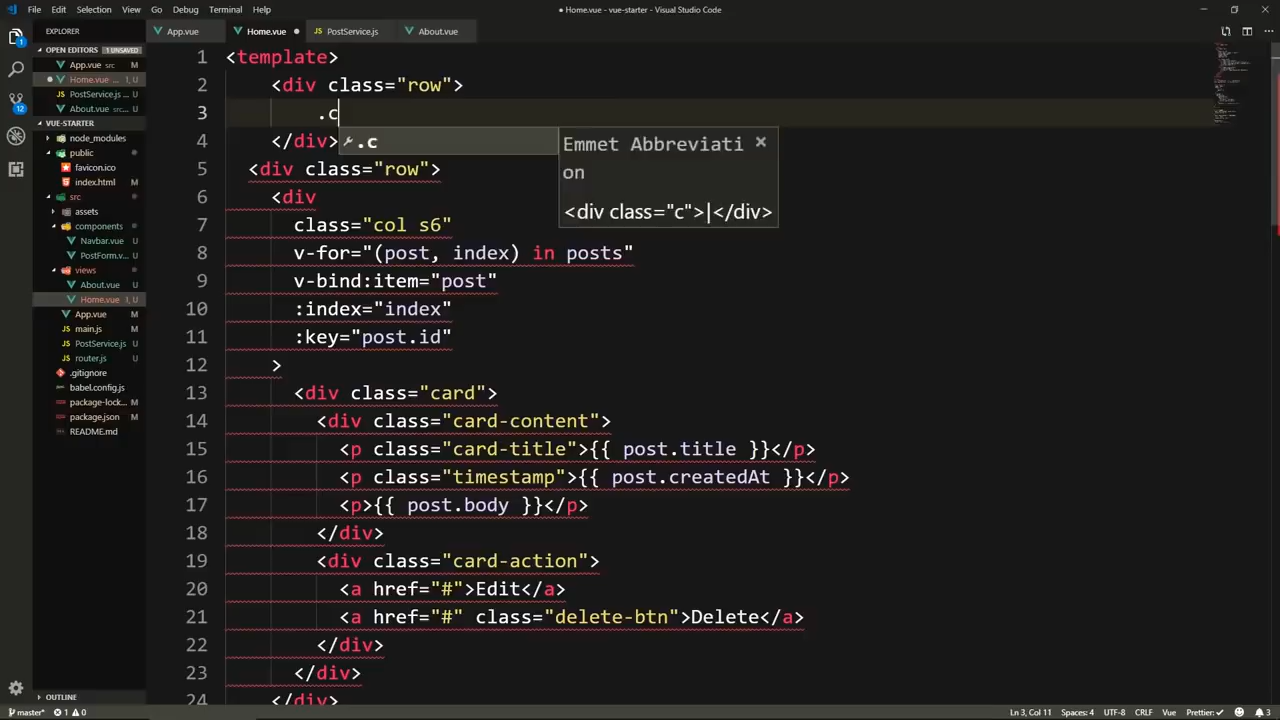 File Edit Selection View Go Debug Terminal Help
● Home.vue - vue-starter - Visual Studio Code
EXPLORER
OPEN EDITORS 1 UNSAVED
App.vue src M
Home.vue ... 1, M
PostService.js ... U
About.vue src... U
VUE-STARTER
node_modules
public
favicon.ico
index.html
src
assets
components
Navbar.vue
PostForm.v...
views
About.vue U
Home.vue 1, M
App.vue M
main.js M
PostService.js U
router.js U
.gitignore
babel.config.js
package-lock... M
package.json M
README.md
OUTLINE
App.vue Home.vue ● PostService.js About.vue
1 <template>
2 <div class="row">
3 .c
4 </div>
.c
Emmet Abbreviati
on
<div class="c">|</div>
5 <div class="row">
6 <div
7 class="col s6"
8 v-for="(post, index) in posts"
9 v-bind:item="post"
10 :index="index"
11 :key="post.id"
12 >
13 <div class="card">
14 <div class="card-content">
15 <p class="card-title">{{ post.title }}</p>
16 <p class="timestamp">{{ post.createdAt }}</p>
17 <p>{{ post.body }}</p>
18 </div>
19 <div class="card-action">
20 <a href="#">Edit</a>
21 <a href="#" class="delete-btn">Delete</a>
22 </div>
23 </div>
24 </div>
master* 1 0 Ln 3, Col 11 Spaces: 4 UTF-8 CRLF Vue Prettier: ✓ 3